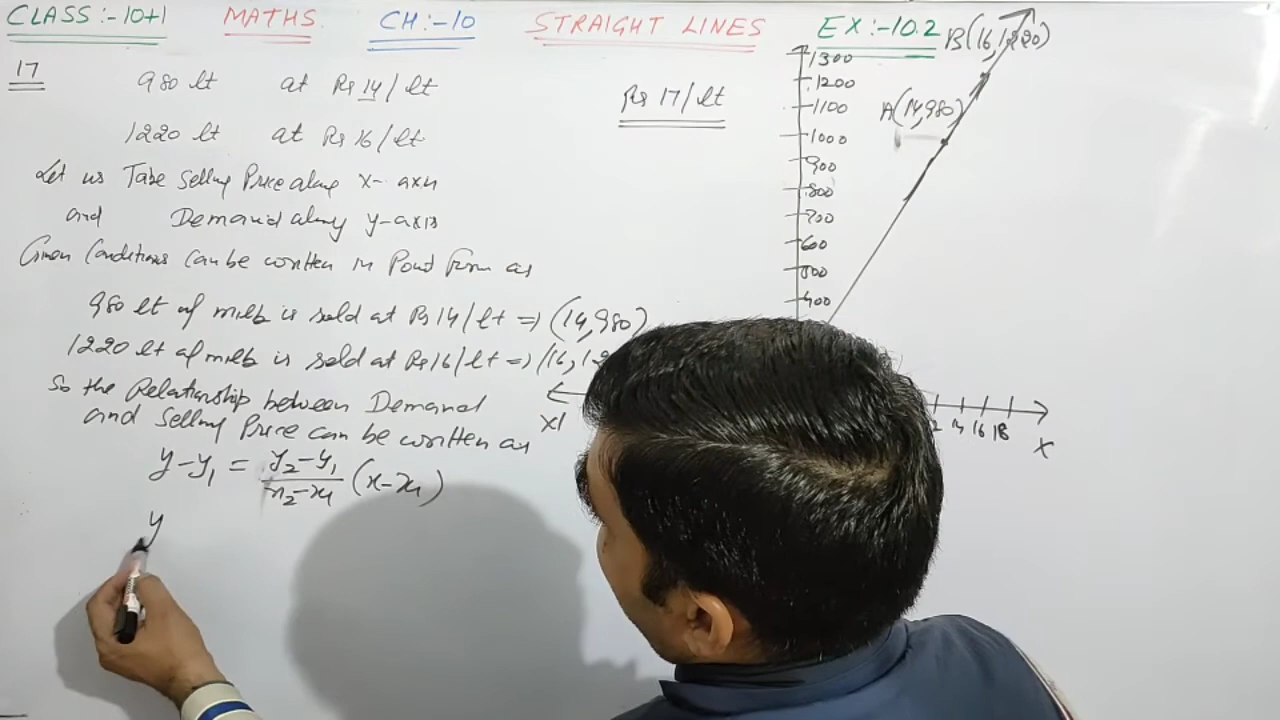 CLASS :- 10+1 MATHS. CH:-10 STRAIGHT LINES EX:-10.2
17
980 lt at Rs 14/lt
Rs 17/lt
1220 lt at Rs 16/lt
Let us Take Selling Price along x-axis
and Demand along y-axis
Given Conditions Can be written in Point form as
980 lt of milk is sold at Rs 14/lt => (14,980)
1220 lt of milk is sold at Rs 16/lt => (16,12
So the Relationship between Demand
and Selling Price can be written as
y-y₁ = y₂-y₁/x₂-x₁ (x-x₁)
y
B(16,1220)
A(14,980)
1300
1200
1100
1000
900
800
700
600
500
400
X1
2 14 16 18
X